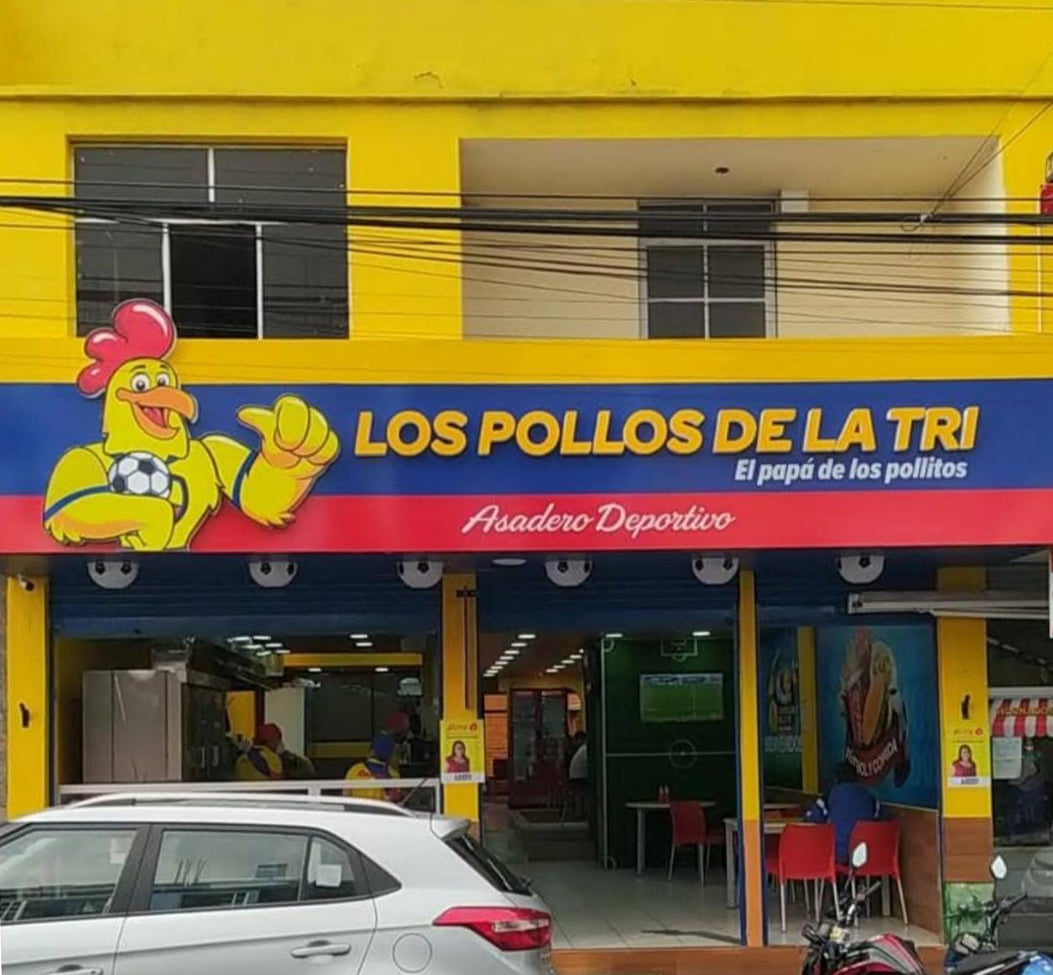 LOS POLLOS DE LA TRI
El papá de los pollitos
Asadero Deportivo